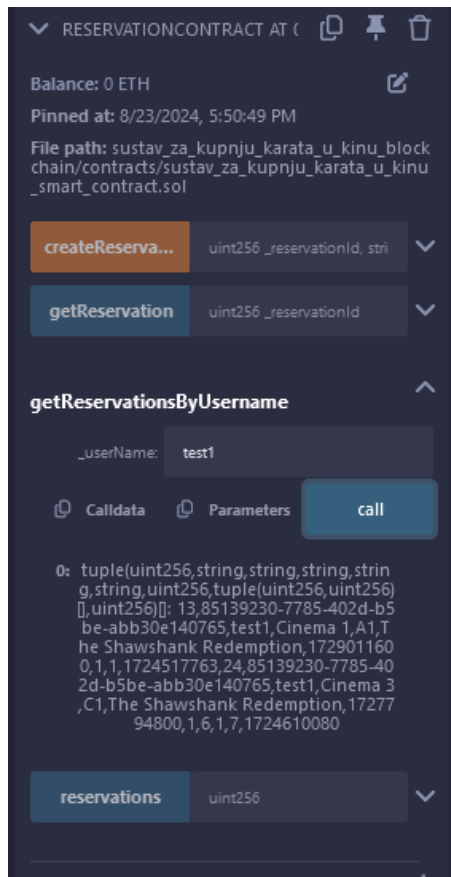 RESERVATIONCONTRACT AT (
Balance: 0 ETH
Pinned at: 8/23/2024, 5:50:49 PM
File path: sustav_za_kupnju_karata_u_kinu_block
chain/contracts/sustav_za_kupnju_karata_u_kinu
_smart_contract.sol
createReserva... uint256 _reservationId, stri
getReservation uint256 _reservationId
getReservationsByUsername
_userName: test1
Calldata Parameters call
0: tuple(uint256,string,string,string,strin
g,string,uint256,tuple(uint256,uint256)
[],uint256)[]: 13,85139230-7785-402d-b5
be-abb30e140765,test1,Cinema 1,A1,T
he Shawshank Redemption,172901160
0,1,1,1724517763,24,85139230-7785-40
2d-b5be-abb30e140765,test1,Cinema 3
,C1,The Shawshank Redemption,17277
94800,1,6,1,7,1724610080
reservations uint256